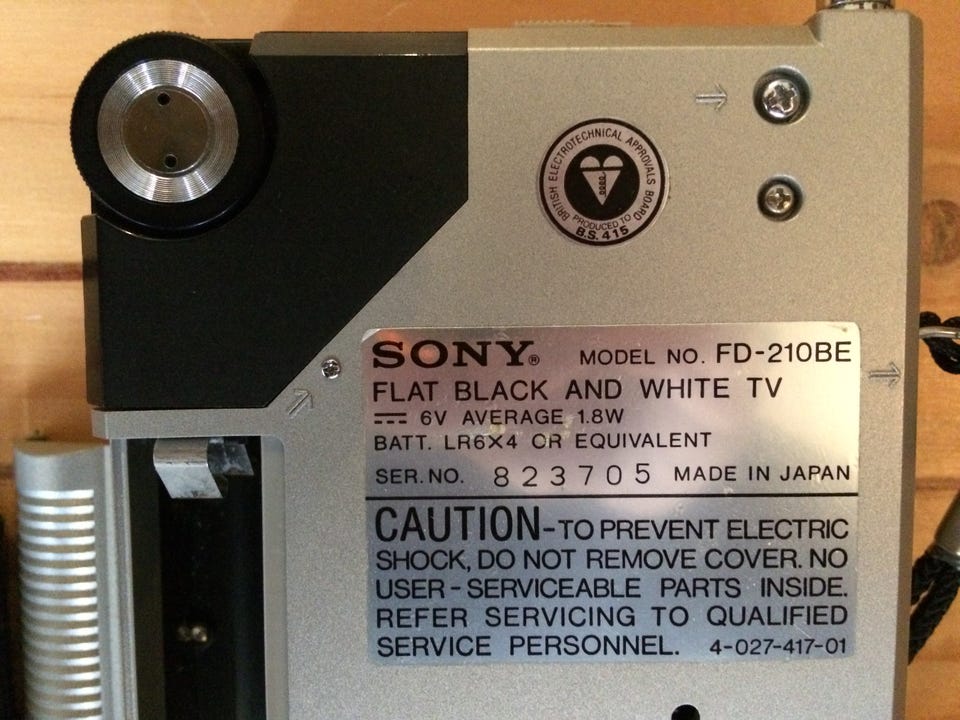 BRITISH ELECTROTECHNICAL APPROVALS BOARD
PRODUCED TO
B.S. 415
SONY® MODEL NO. FD-210BE
FLAT BLACK AND WHITE TV
6V AVERAGE 1.8W
BATT. LR6×4 OR EQUIVALENT
SER. NO. 823705 MADE IN JAPAN
CAUTION-TO PREVENT ELECTRIC
SHOCK, DO NOT REMOVE COVER. NO
USER-SERVICEABLE PARTS INSIDE.
REFER SERVICING TO QUALIFIED
SERVICE PERSONNEL. 4-027-417-01